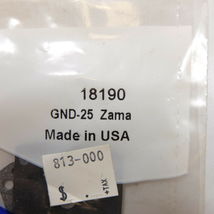 18190
GND-25 Zama
Made in USA
813-000
$ .
+TAX